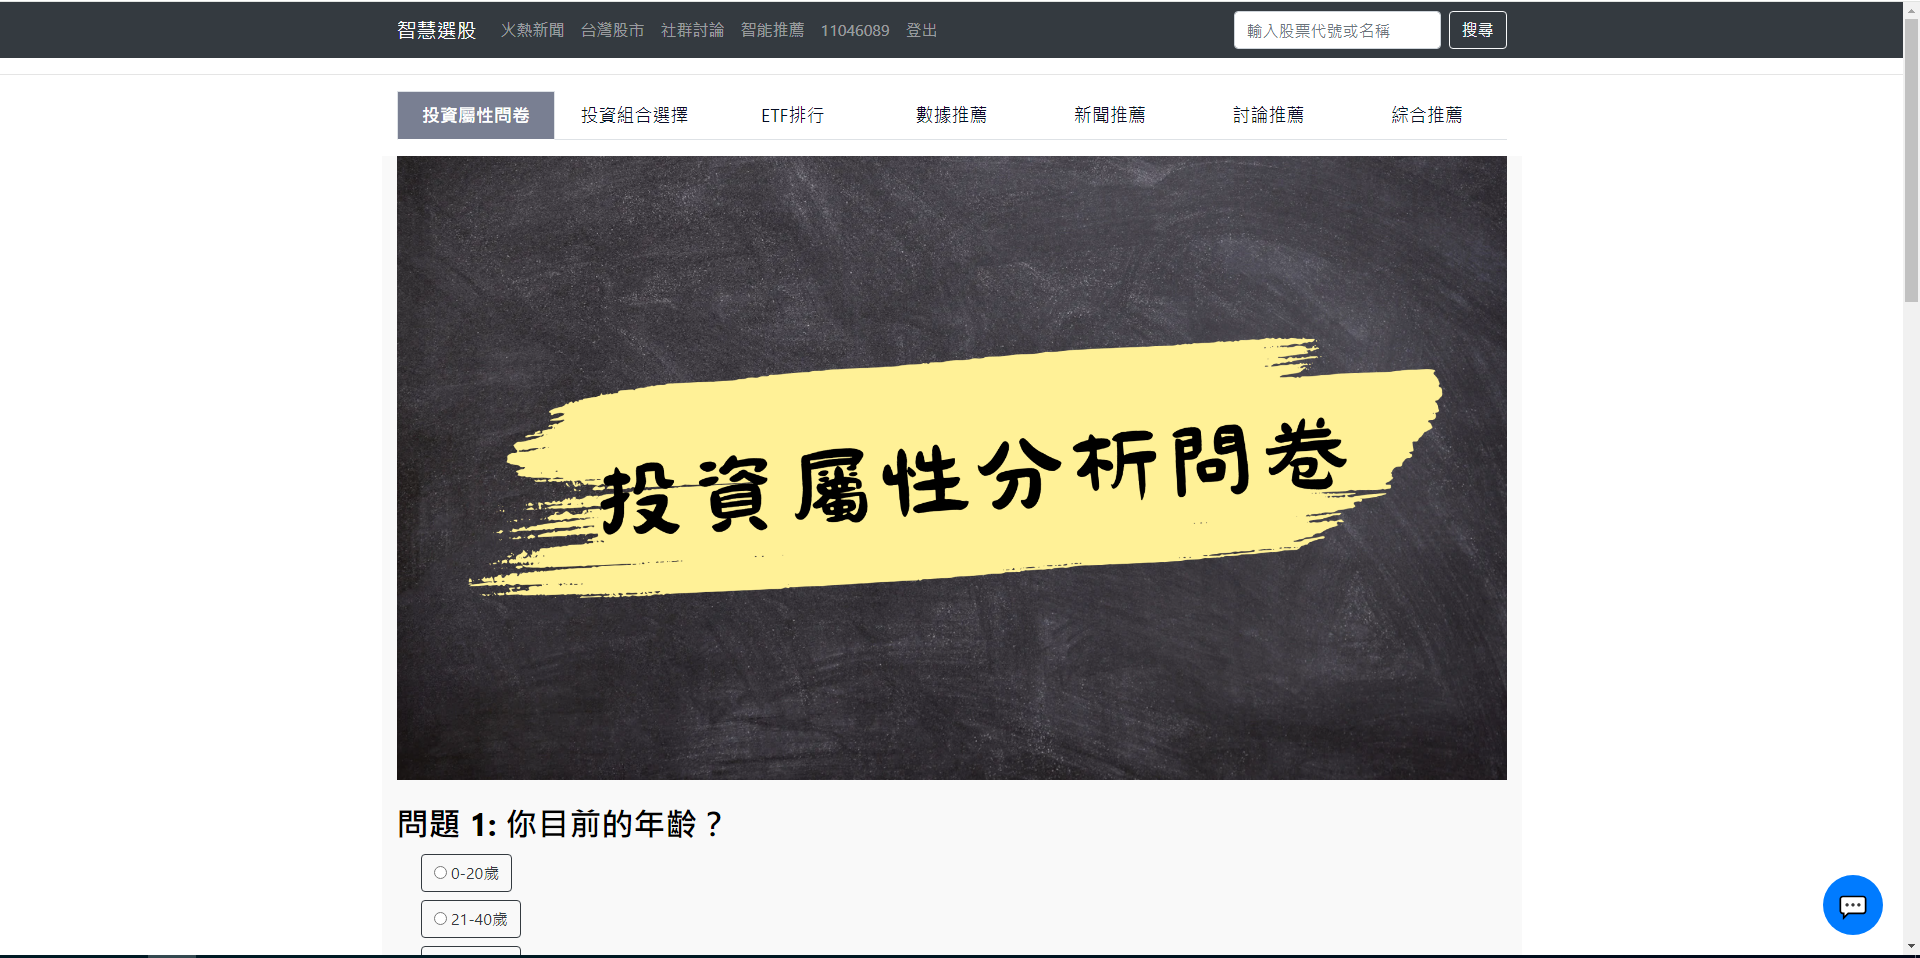 智慧選股 火熱新聞 台灣股市 社群討論 智能推薦 11046089 登出 輸入股票代號或名稱 搜尋
投資屬性問卷 投資組合選擇 ETF排行 數據推薦 新聞推薦 討論推薦 綜合推薦
投資屬性分析問卷
問題 1: 你目前的年齡？
0-20歲
21-40歲